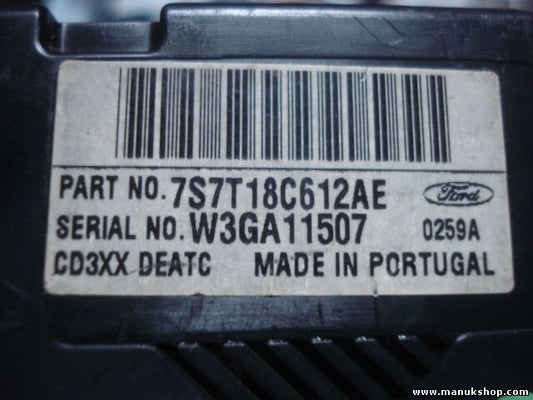 PART NO. 7S7T18C612AE Ford
SERIAL NO. W3GA11507 0259A
CD3XX DEATC MADE IN PORTUGAL
www.manukshop.com